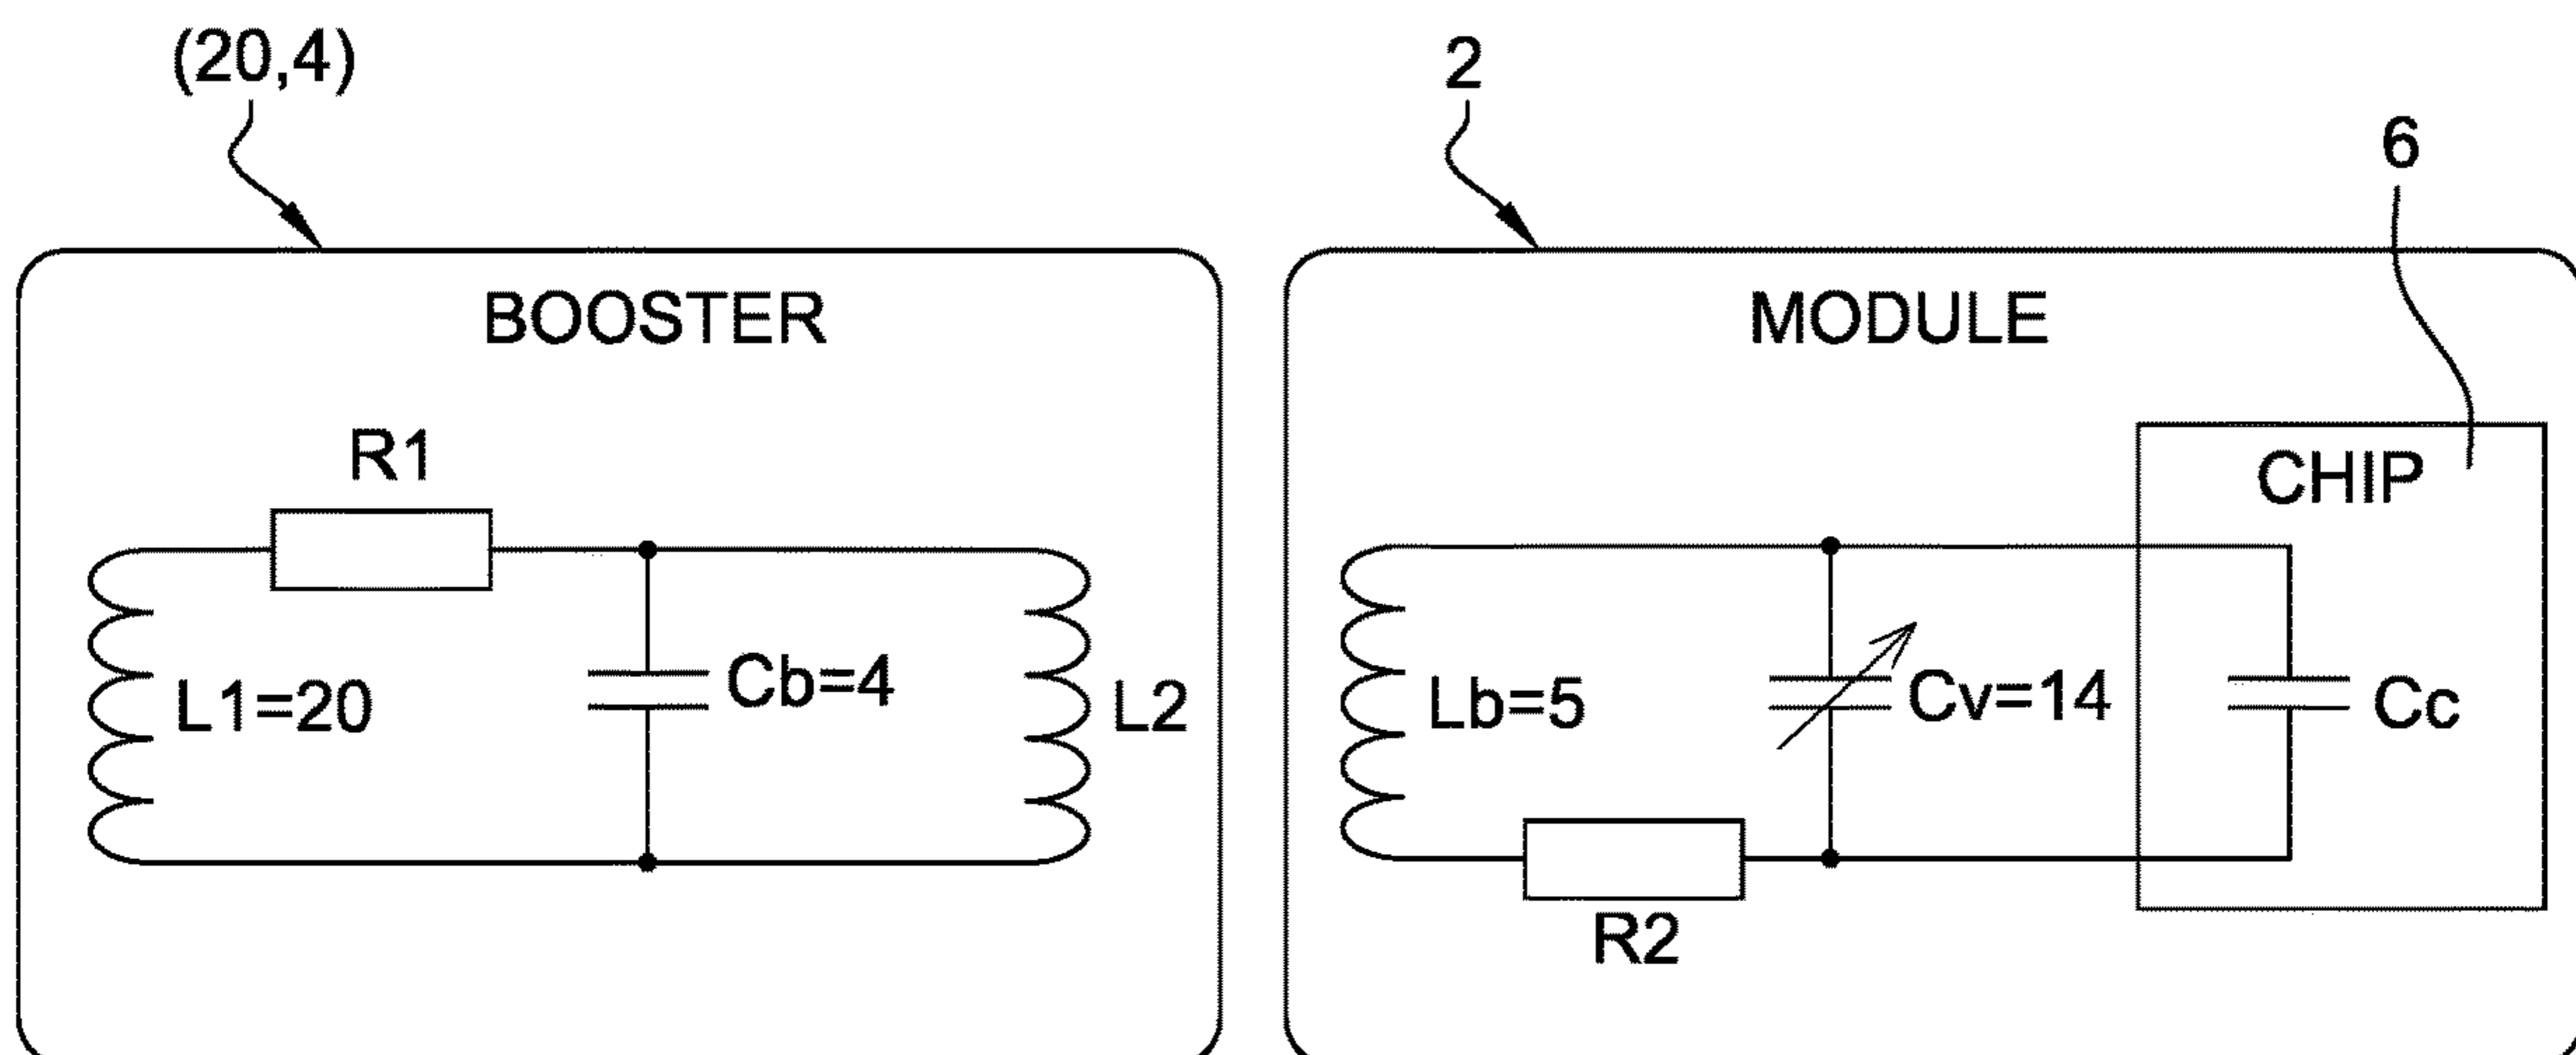 (20,4)
2
6
BOOSTER
MODULE
R1
CHIP
L1=20
Cb=4
L2
Lb=5
Cv=14
Cc
R2